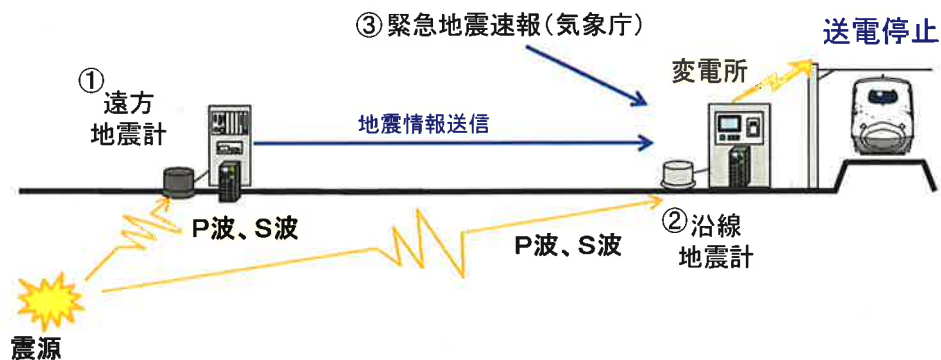 ③緊急地震速報(気象庁)
送電停止
変電所
①
遠方
地震計
地震情報送信
P波、S波
P波、S波
②沿線
地震計
震源